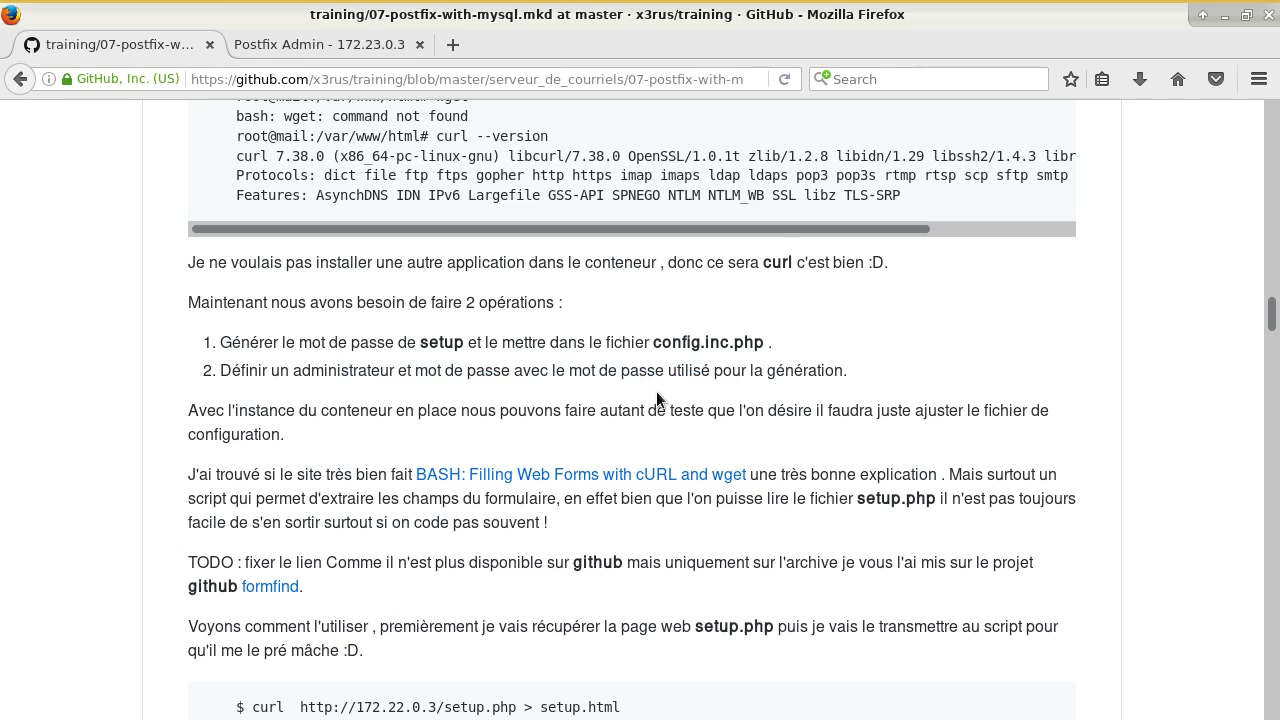 training/07-postfix-with-mysql.mkd at master · x3rus/training · GitHub - Mozilla Firefox
training/07-postfix-w... × Postfix Admin - 172.23.0.3 ×
GitHub, Inc. (US) https://github.com/x3rus/training/blob/master/serveur_de_courriels/07-postfix-with-m Search
bash: wget: command not found
root@mail:/var/www/html# curl --version
curl 7.38.0 (x86_64-pc-linux-gnu) libcurl/7.38.0 OpenSSL/1.0.1t zlib/1.2.8 libidn/1.29 libssh2/1.4.3 libr
Protocols: dict file ftp ftps gopher http https imap imaps ldap ldaps pop3 pop3s rtmp rtsp scp sftp smtp
Features: AsynchDNS IDN IPv6 Largefile GSS-API SPNEGO NTLM NTLM_WB SSL libz TLS-SRP
Je ne voulais pas installer une autre application dans le conteneur , donc ce sera curl c'est bien :D.
Maintenant nous avons besoin de faire 2 opérations :
1. Générer le mot de passe de setup et le mettre dans le fichier config.inc.php .
2. Définir un administrateur et mot de passe avec le mot de passe utilisé pour la génération.
Avec l'instance du conteneur en place nous pouvons faire autant de teste que l'on désire il faudra juste ajuster le fichier de
configuration.
J'ai trouvé si le site très bien fait BASH: Filling Web Forms with cURL and wget une très bonne explication . Mais surtout un
script qui permet d'extraire les champs du formulaire, en effet bien que l'on puisse lire le fichier setup.php il n'est pas toujours
facile de s'en sortir surtout si on code pas souvent !
TODO : fixer le lien Comme il n'est plus disponible sur github mais uniquement sur l'archive je vous l'ai mis sur le projet
github formfind.
Voyons comment l'utiliser , premièrement je vais récupérer la page web setup.php puis je vais le transmettre au script pour
qu'il me le pré mâche :D.
$ curl  http://172.22.0.3/setup.php > setup.html